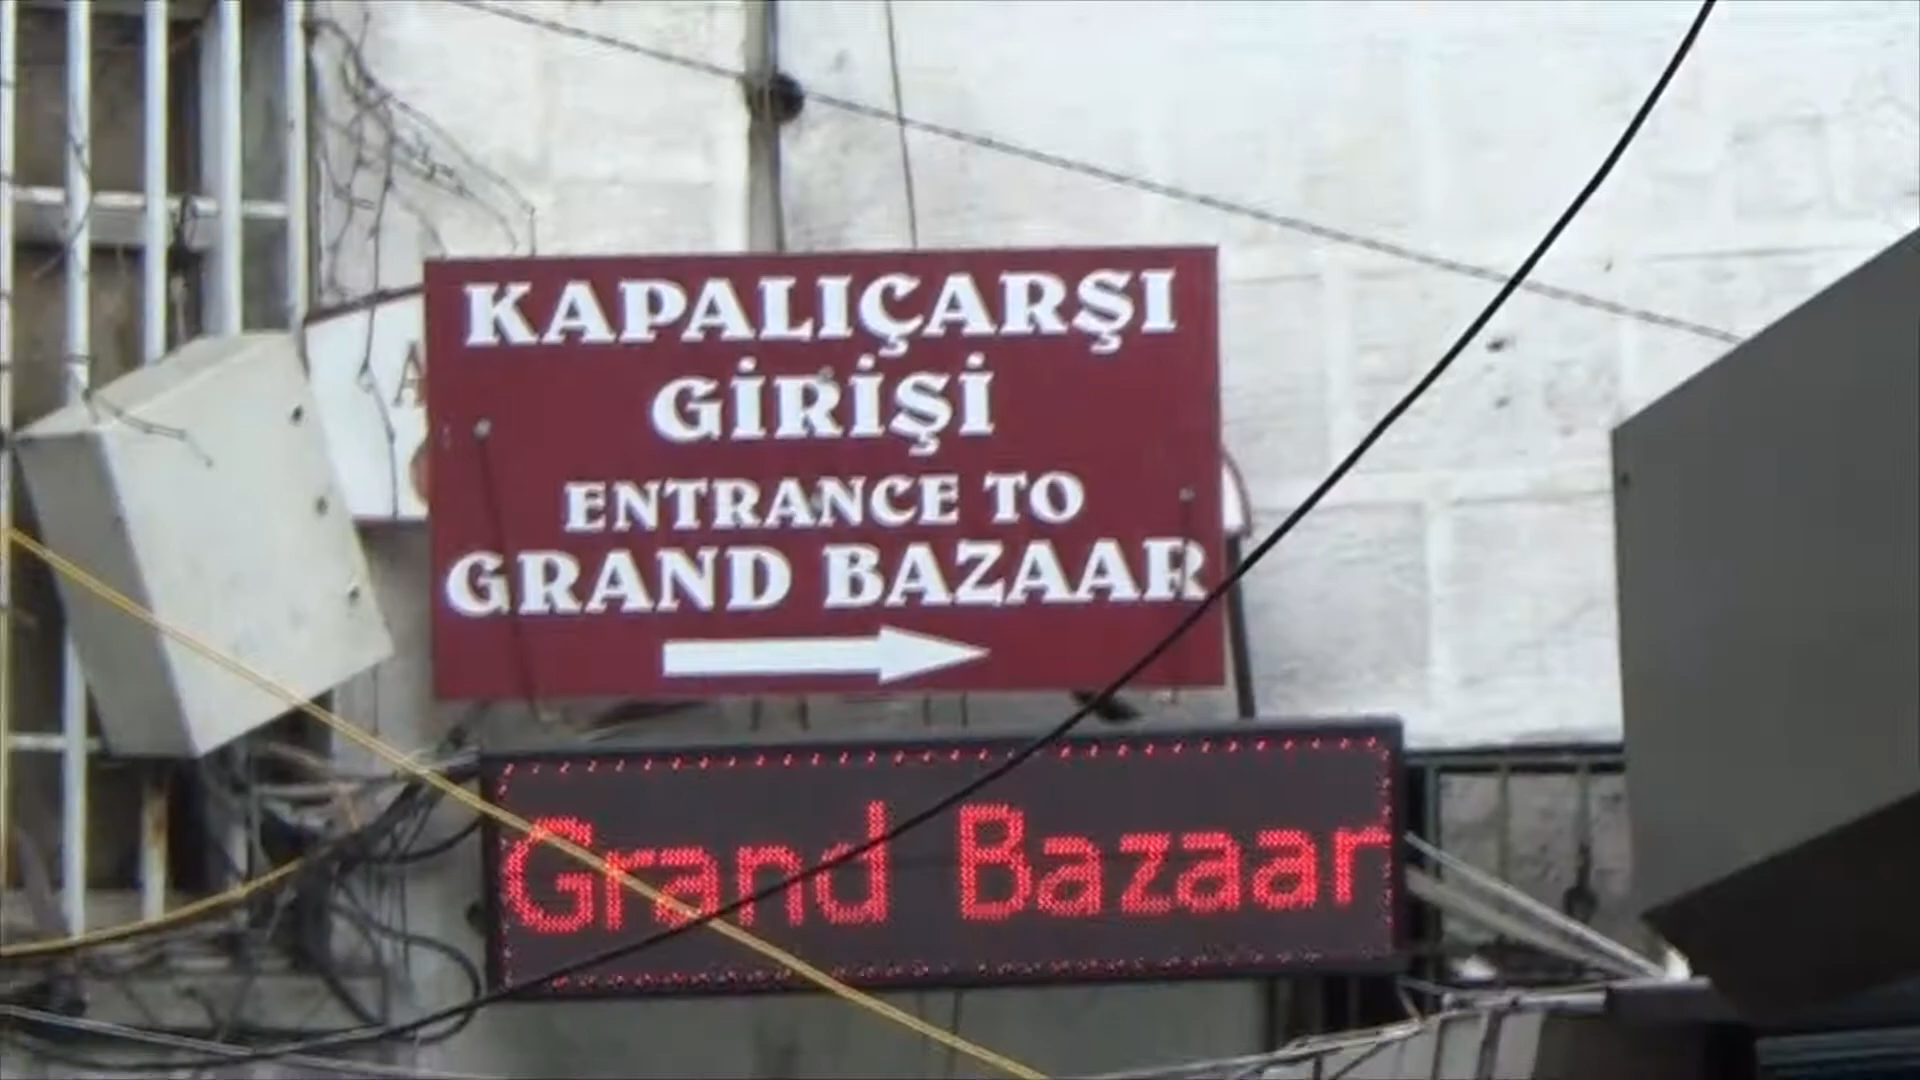 KAPALIÇARŞI
GİRİŞİ
ENTRANCE TO
GRAND BAZAAR
Grand Bazaar